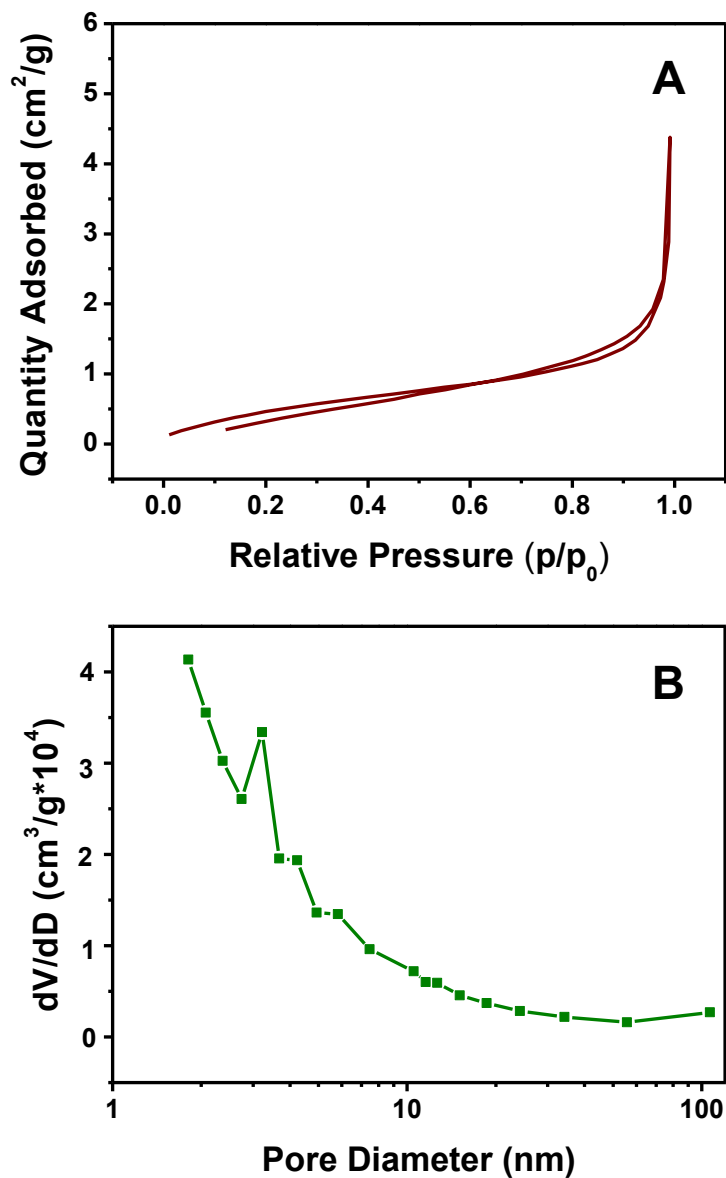 6
5
4
3
2
1
0
Quantity Adsorbed (cm²/g)
A
0.0 0.2 0.4 0.6 0.8 1.0
Relative Pressure (p/p₀)
4
3
2
1
0
dV/dD (cm³/g*10⁴)
B
1 10 100
Pore Diameter (nm)